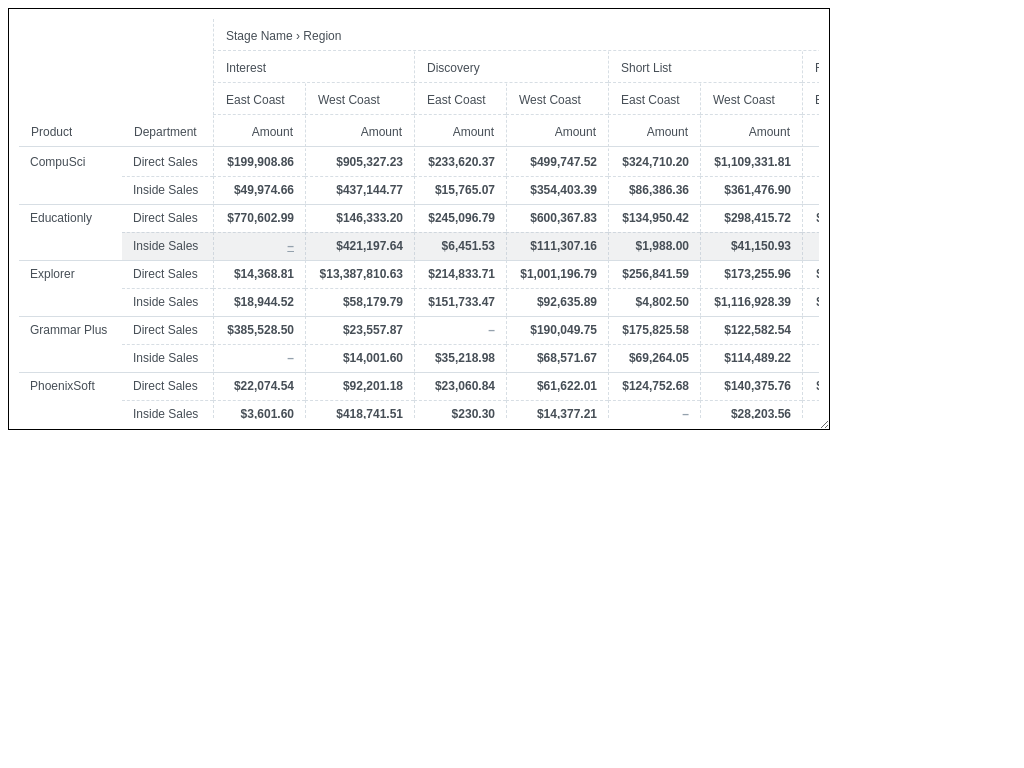 Stage Name › Region
Interest Discovery Short List
East Coast West Coast East Coast West Coast East Coast West Coast
Product Department Amount Amount Amount Amount Amount Amount
CompuSci Direct Sales $199,908.86 $905,327.23 $233,620.37 $499,747.52 $324,710.20 $1,109,331.81
Inside Sales $49,974.66 $437,144.77 $15,765.07 $354,403.39 $86,386.36 $361,476.90
Educationly Direct Sales $770,602.99 $146,333.20 $245,096.79 $600,367.83 $134,950.42 $298,415.72
Inside Sales – $421,197.64 $6,451.53 $111,307.16 $1,988.00 $41,150.93
Explorer Direct Sales $14,368.81 $13,387,810.63 $214,833.71 $1,001,196.79 $256,841.59 $173,255.96
Inside Sales $18,944.52 $58,179.79 $151,733.47 $92,635.89 $4,802.50 $1,116,928.39
Grammar Plus Direct Sales $385,528.50 $23,557.87 – $190,049.75 $175,825.58 $122,582.54
Inside Sales – $14,001.60 $35,218.98 $68,571.67 $69,264.05 $114,489.22
PhoenixSoft Direct Sales $22,074.54 $92,201.18 $23,060.84 $61,622.01 $124,752.68 $140,375.76
Inside Sales $3,601.60 $418,741.51 $230.30 $14,377.21 – $28,203.56